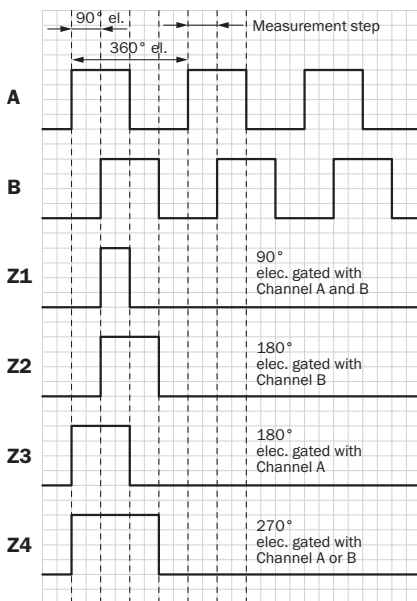 90° el.
Measurement step
360° el.
A
B
Z1
90°
elec. gated with
Channel A and B
Z2
180°
elec. gated with
Channel B
Z3
180°
elec. gated with
Channel A
Z4
270°
elec. gated with
Channel A or B